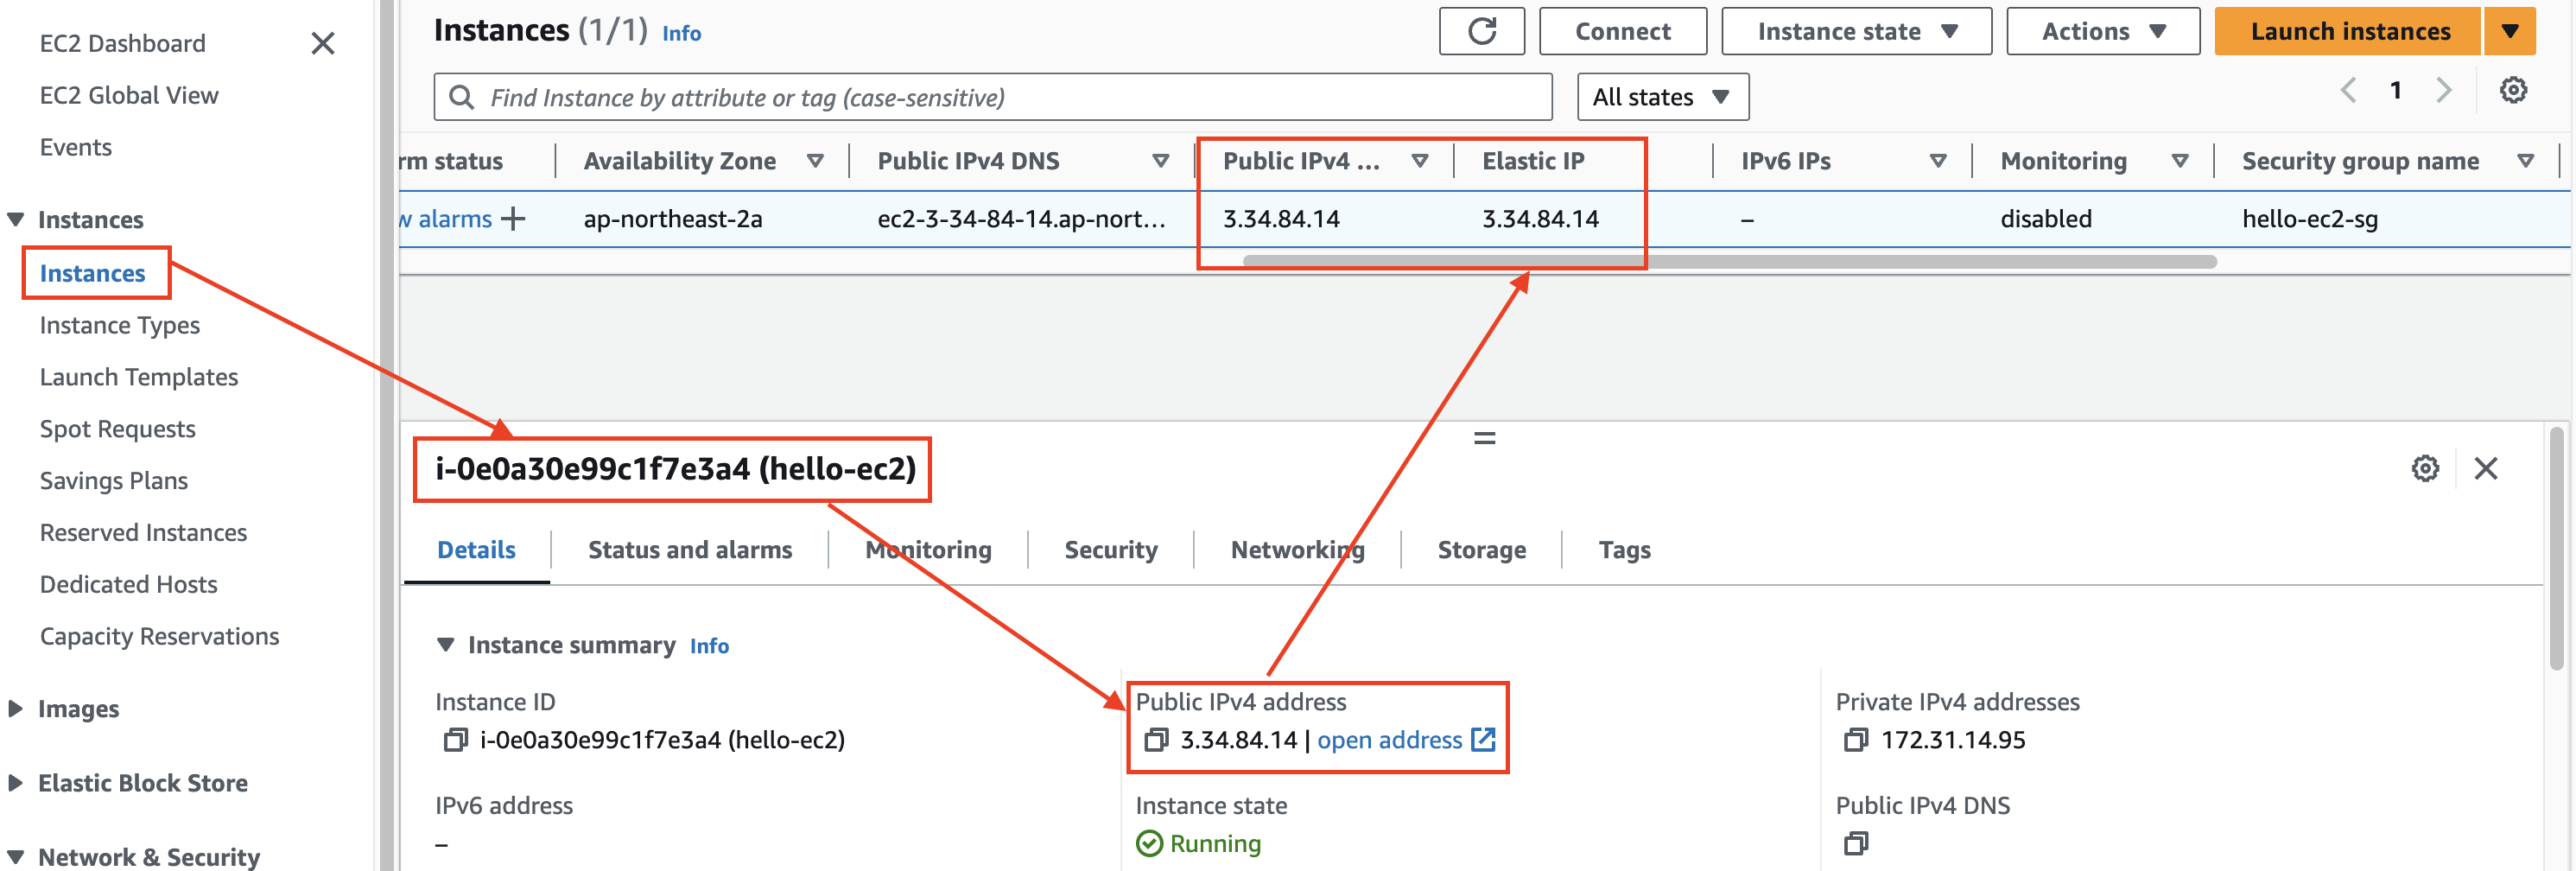 EC2 Dashboard
EC2 Global View
Events
Instances
Instances
Instance Types
Launch Templates
Spot Requests
Savings Plans
Reserved Instances
Dedicated Hosts
Capacity Reservations
Images
Elastic Block Store
Network & Security
Instances (1/1) Info
Connect
Instance state
Actions
Launch instances
Find Instance by attribute or tag (case-sensitive)
All states
1
rm status Availability Zone Public IPv4 DNS Public IPv4 ... Elastic IP IPv6 IPs Monitoring Security group name
w alarms + ap-northeast-2a ec2-3-34-84-14.ap-nort... 3.34.84.14 3.34.84.14 – disabled hello-ec2-sg
i-0e0a30e99c1f7e3a4 (hello-ec2)
Details Status and alarms Monitoring Security Networking Storage Tags
Instance summary Info
Instance ID
i-0e0a30e99c1f7e3a4 (hello-ec2)
IPv6 address
–
Public IPv4 address
3.34.84.14 | open address
Instance state
Running
Private IPv4 addresses
172.31.14.95
Public IPv4 DNS